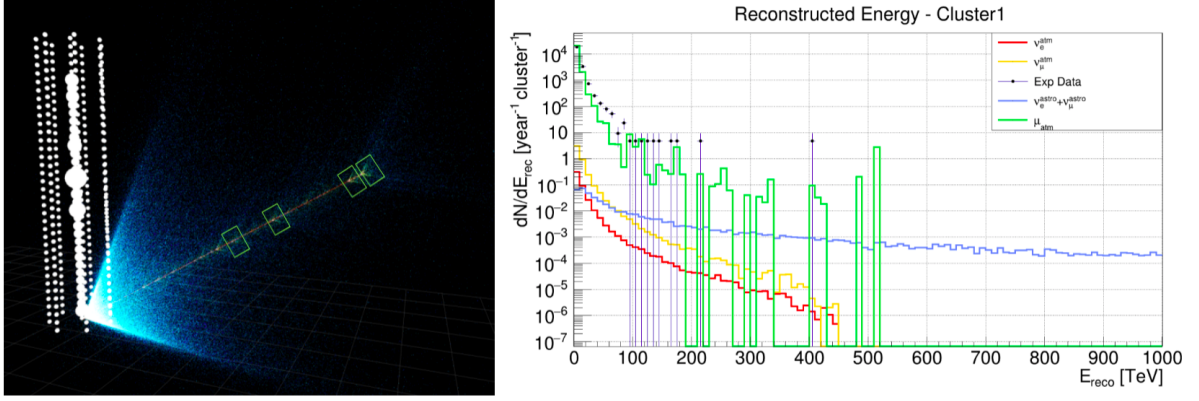 Reconstructed Energy - Cluster1
dN/dE_rec [year⁻¹ cluster⁻¹]
10⁴
10³
10²
10
1
10⁻¹
10⁻²
10⁻³
10⁻⁴
10⁻⁵
10⁻⁶
10⁻⁷
ν_e^atm
ν_μ^atm
Exp Data
ν_e^astro+ν_μ^astro
μ_atm
0 100 200 300 400 500 600 700 800 900 1000
E_reco [TeV]